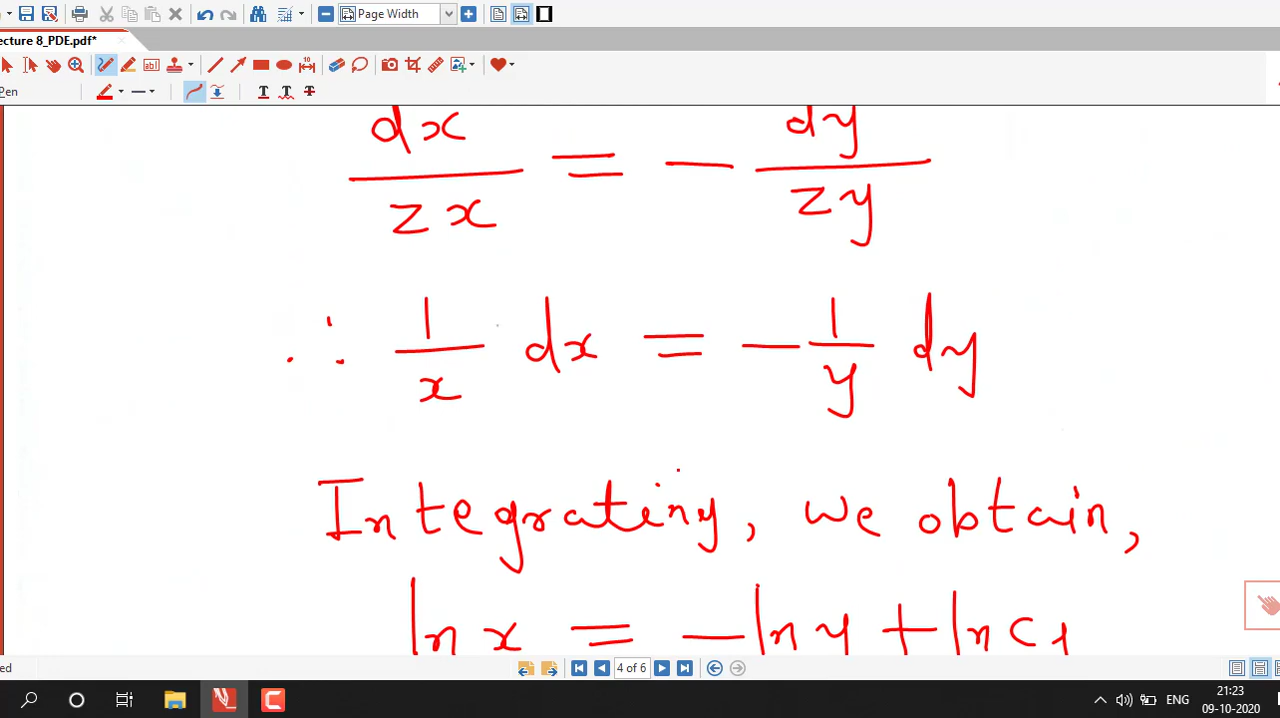 Page Width
ecture 8_PDE.pdf*
Pen
dx/zx = - dy/zy
∴ 1/x dx = - 1/y dy
Integrating, we obtain,
ln x = - ln y + ln c1
4 of 6
ENG
21:23
09-10-2020